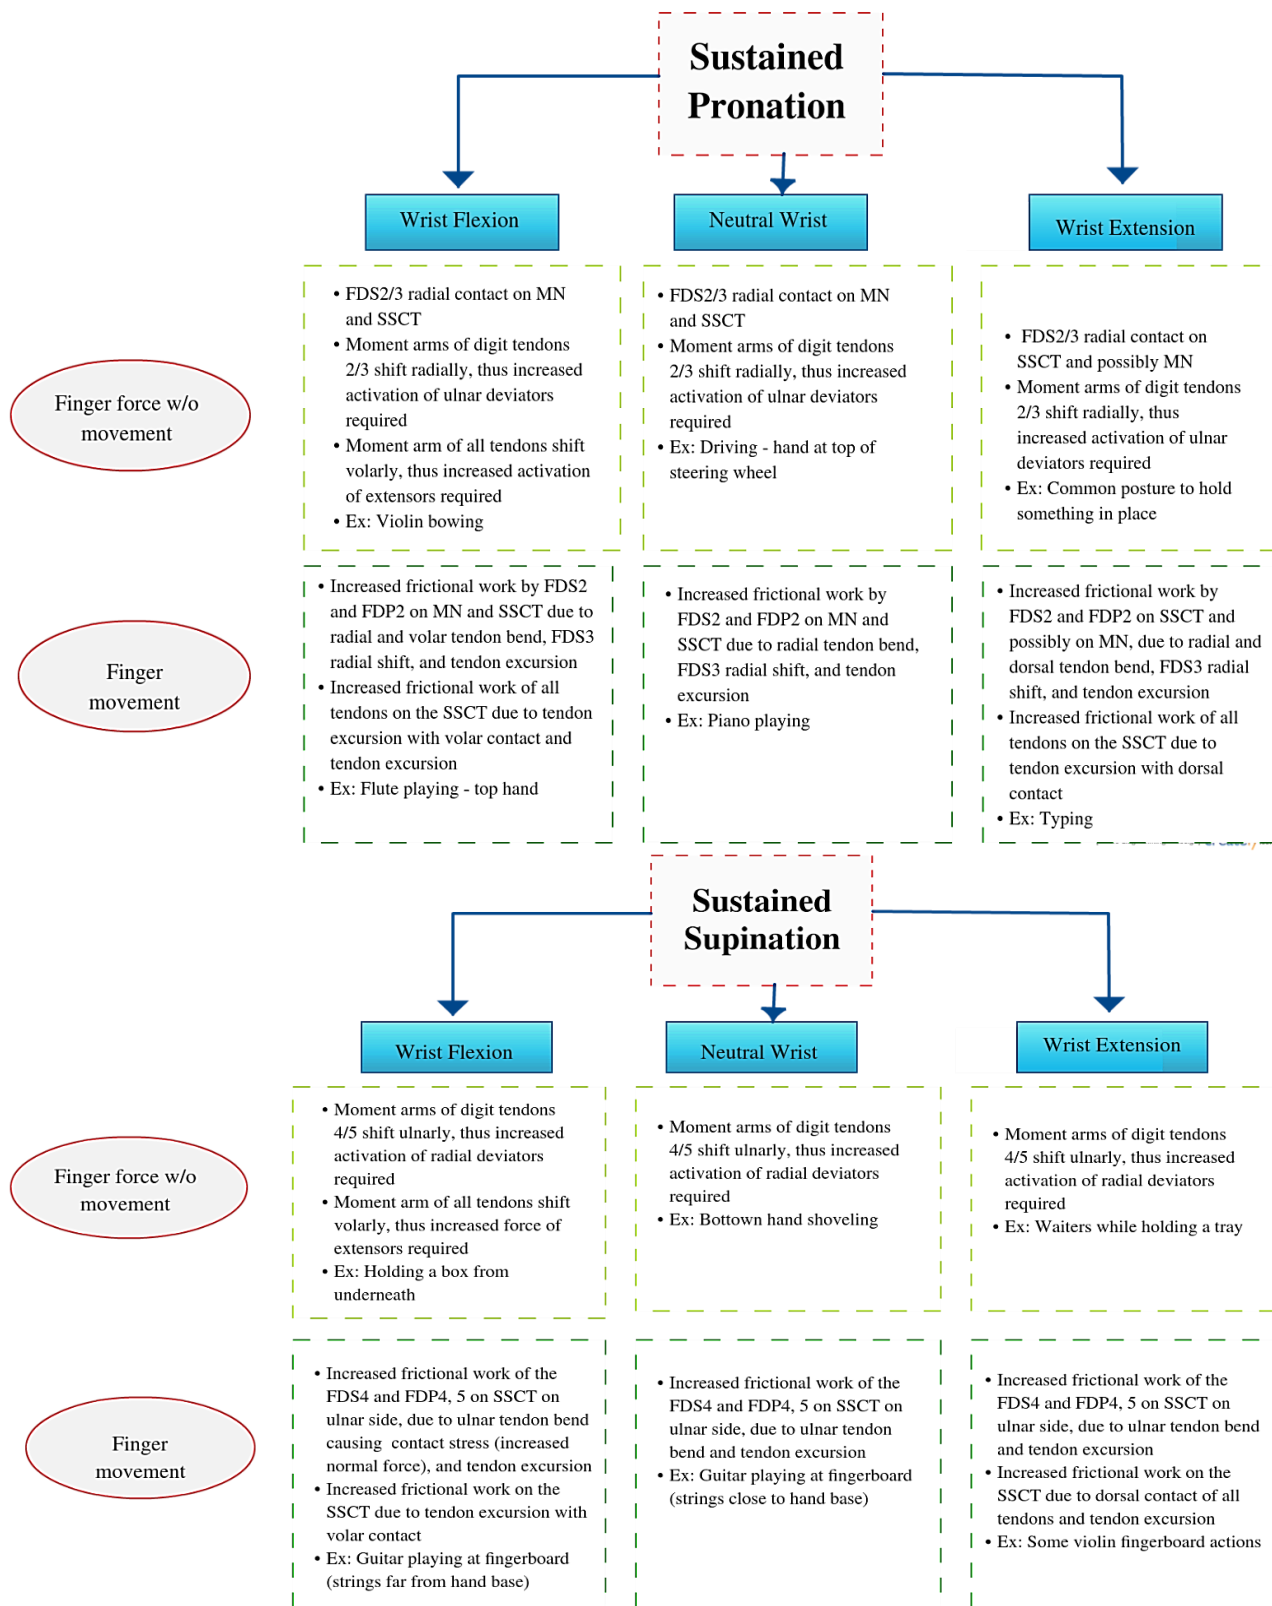 Sustained
Pronation
Wrist Flexion
Neutral Wrist
Wrist Extension
Finger force w/o
movement
• FDS2/3 radial contact on MN
and SSCT
• Moment arms of digit tendons
2/3 shift radially, thus increased
activation of ulnar deviators
required
• Moment arm of all tendons shift
volarly, thus increased activation
of extensors required
• Ex: Violin bowing
• FDS2/3 radial contact on MN
and SSCT
• Moment arms of digit tendons
2/3 shift radially, thus increased
activation of ulnar deviators
required
• Ex: Driving - hand at top of
steering wheel
• FDS2/3 radial contact on
SSCT and possibly MN
• Moment arms of digit tendons
2/3 shift radially, thus
increased activation of ulnar
deviators required
• Ex: Common posture to hold
something in place
Finger
movement
• Increased frictional work by FDS2
and FDP2 on MN and SSCT due to
radial and volar tendon bend, FDS3
radial shift, and tendon excursion
• Increased frictional work of all
tendons on the SSCT due to tendon
excursion with volar contact and
tendon excursion
• Ex: Flute playing - top hand
• Increased frictional work by
FDS2 and FDP2 on MN and
SSCT due to radial tendon bend,
FDS3 radial shift, and tendon
excursion
• Ex: Piano playing
• Increased frictional work by
FDS2 and FDP2 on SSCT and
possibly on MN, due to radial and
dorsal tendon bend, FDS3 radial
shift, and tendon excursion
• Increased frictional work of all
tendons on the SSCT due to
tendon excursion with dorsal
contact
• Ex: Typing
Sustained
Supination
Wrist Flexion
Neutral Wrist
Wrist Extension
Finger force w/o
movement
• Moment arms of digit tendons
4/5 shift ulnarly, thus increased
activation of radial deviators
required
• Moment arm of all tendons shift
volarly, thus increased force of
extensors required
• Ex: Holding a box from
underneath
• Moment arms of digit tendons
4/5 shift ulnarly, thus increased
activation of radial deviators
required
• Ex: Bottown hand shoveling
• Moment arms of digit tendons
4/5 shift ulnarly, thus increased
activation of radial deviators
required
• Ex: Waiters while holding a tray
Finger
movement
• Increased frictional work of the
FDS4 and FDP4, 5 on SSCT on
ulnar side, due to ulnar tendon bend
causing contact stress (increased
normal force), and tendon excursion
• Increased frictional work on the
SSCT due to tendon excursion with
volar contact
• Ex: Guitar playing at fingerboard
(strings far from hand base)
• Increased frictional work of the
FDS4 and FDP4, 5 on SSCT on
ulnar side, due to ulnar tendon
bend and tendon excursion
• Ex: Guitar playing at fingerboard
(strings close to hand base)
• Increased frictional work of the
FDS4 and FDP4, 5 on SSCT on
ulnar side, due to ulnar tendon bend
and tendon excursion
• Increased frictional work on the
SSCT due to dorsal contact of all
tendons and tendon excursion
• Ex: Some violin fingerboard actions